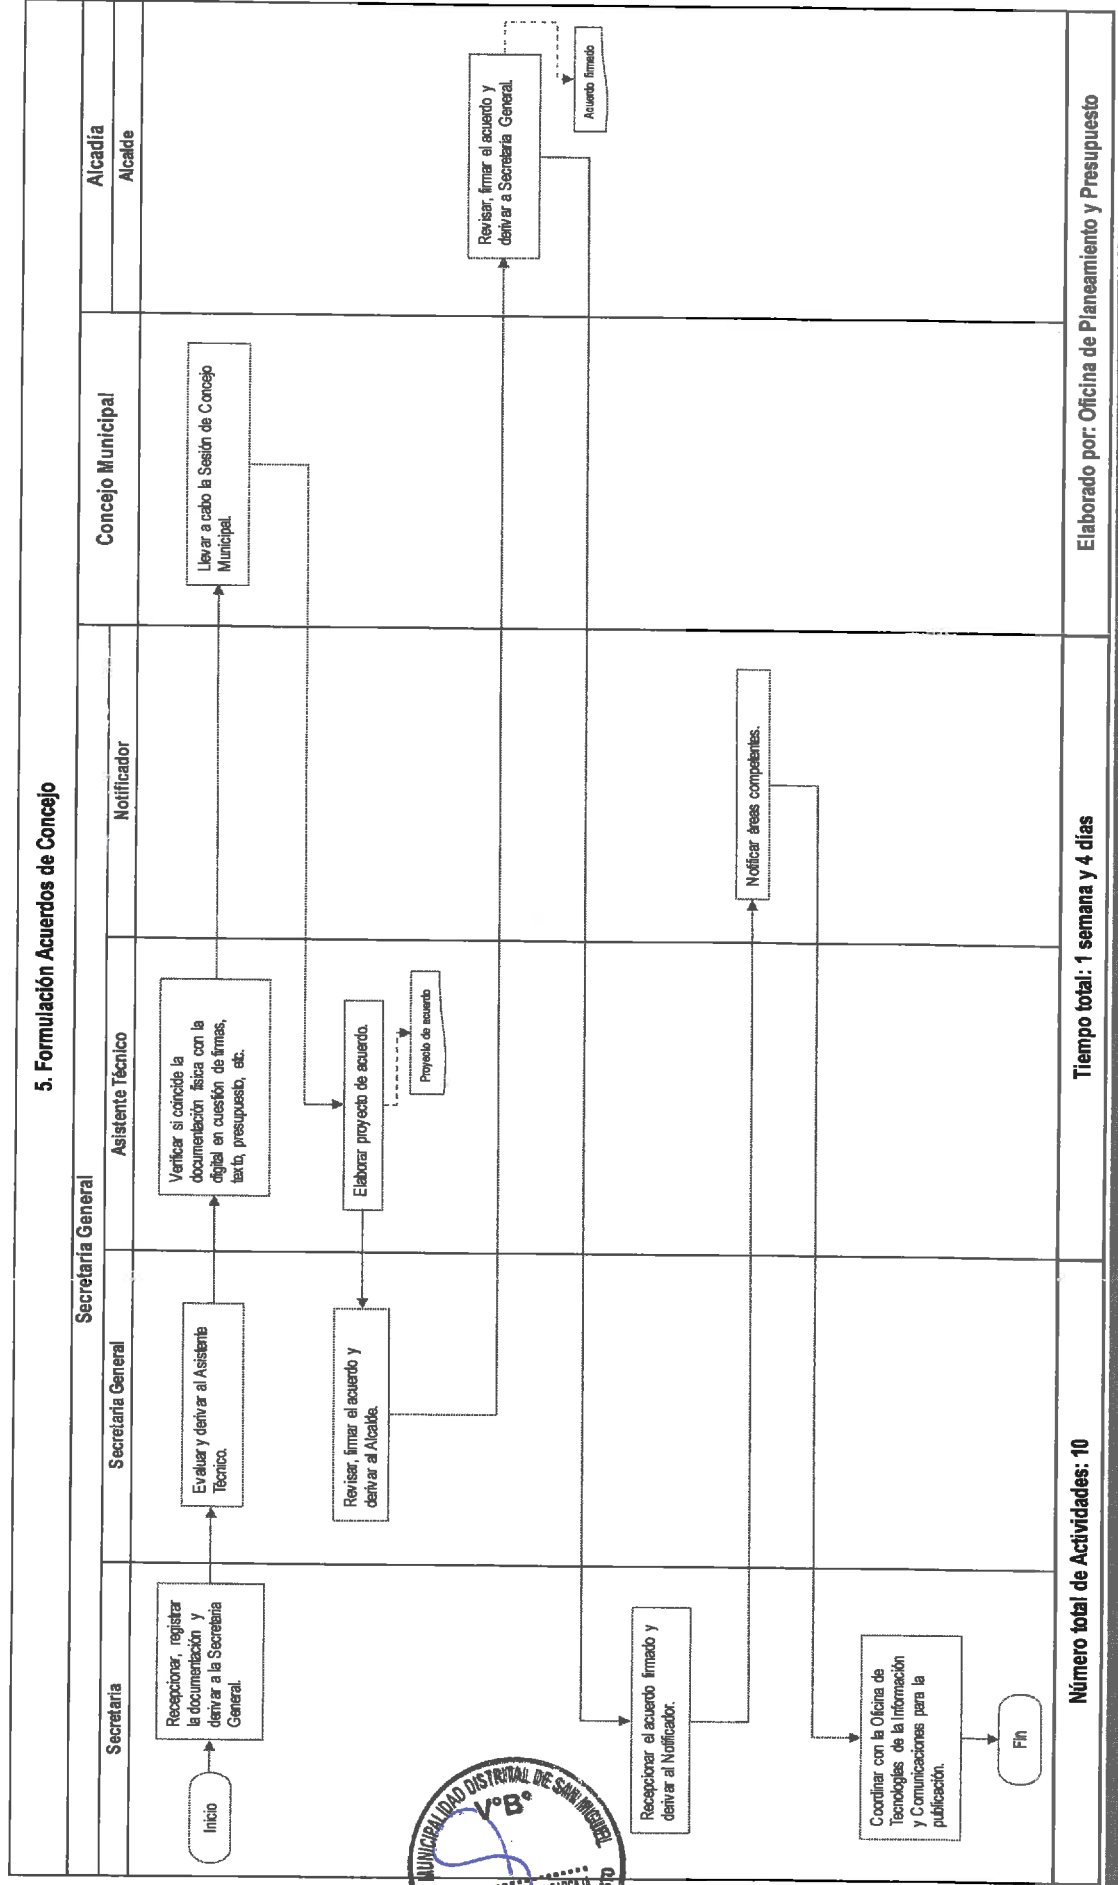 5. Formulación Acuerdos de Concejo
Secretaría General
Concejo Municipal
Alcadía
Secretaria
Secretaria General
Asistente Técnico
Notificador
Alcalde
Inicio
Recepcionar, registrar
la documentación y
derivar a la Secretaria
General.
Evaluar y derivar al Asistente
Técnico.
Verificar si coincide la
documentación física con la
digital en cuestión de firmas,
texto, presupuesto, etc.
Llevar a cabo la Sesión de Concejo
Municipal.
Elaborar proyecto de acuerdo.
Proyecto de acuerdo
Revisar, firmar el acuerdo y
derivar al Alcalde.
Revisar, firmar el acuerdo y
derivar a Secretaría General.
Acuerdo firmado
Recepcionar el acuerdo firmado y
derivar al Notificador.
Notificar áreas competentes.
Coordinar con la Oficina de
Tecnologías de la Información
y Comunicaciones para la
publicación.
Fin
Número total de Actividades: 10
Tiempo total: 1 semana y 4 días
Elaborado por: Oficina de Planeamiento y Presupuesto
MUNICIPALIDAD DISTRITAL DE SAN MIGUEL
V°B°